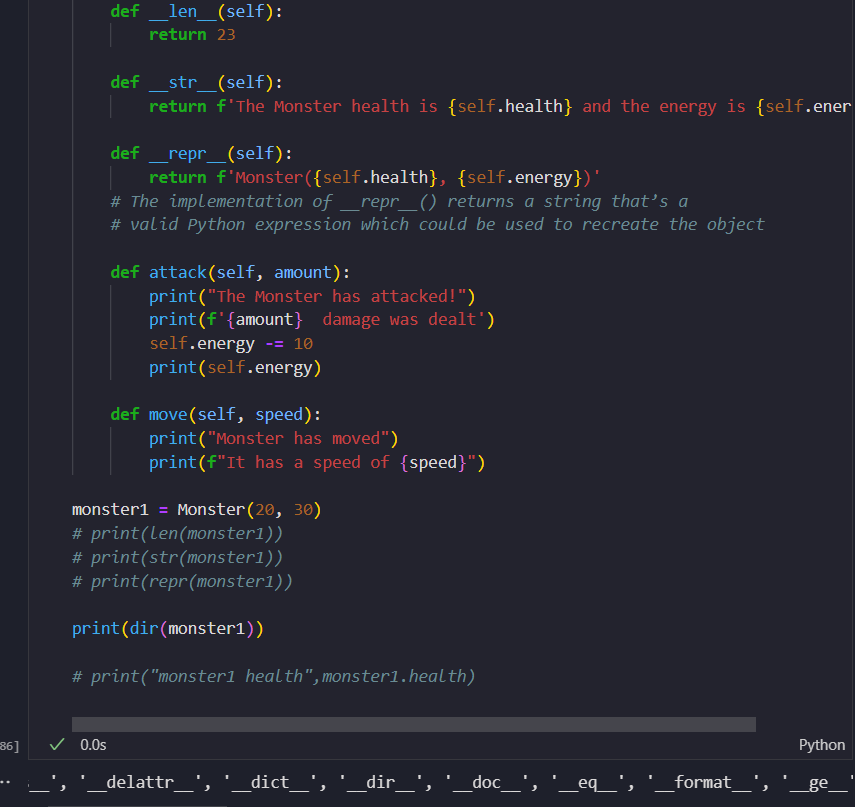 def __len__(self):
return 23
def __str__(self):
return f'The Monster health is {self.health} and the energy is {self.ener
def __repr__(self):
return f'Monster({self.health}, {self.energy})'
# The implementation of __repr__() returns a string that’s a
# valid Python expression which could be used to recreate the object
def attack(self, amount):
print("The Monster has attacked!")
print(f'{amount}  damage was dealt')
self.energy -= 10
print(self.energy)
def move(self, speed):
print("Monster has moved")
print(f"It has a speed of {speed}")
monster1 = Monster(20, 30)
# print(len(monster1))
# print(str(monster1))
# print(repr(monster1))
print(dir(monster1))
# print("monster1 health",monster1.health)
86] 0.0s Python
__', '__delattr__', '__dict__', '__dir__', '__doc__', '__eq__', '__format__', '__ge__'